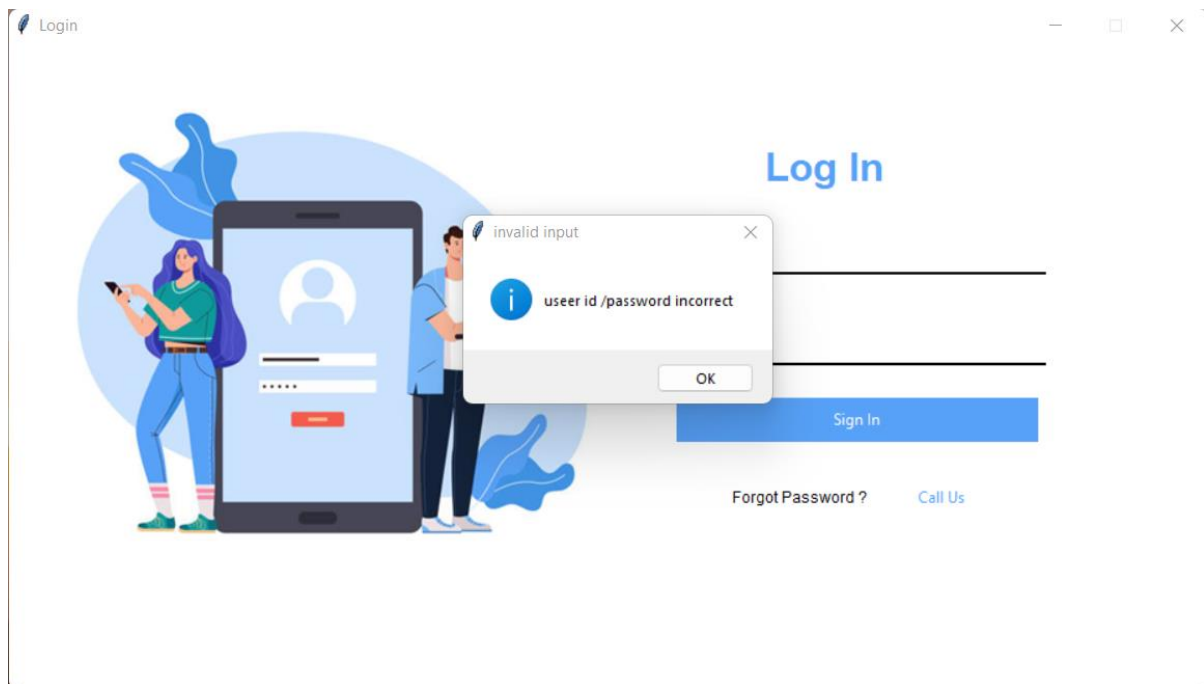 Login
Log In
invalid input
useer id /password incorrect
OK
Sign In
Forgot Password ? Call Us